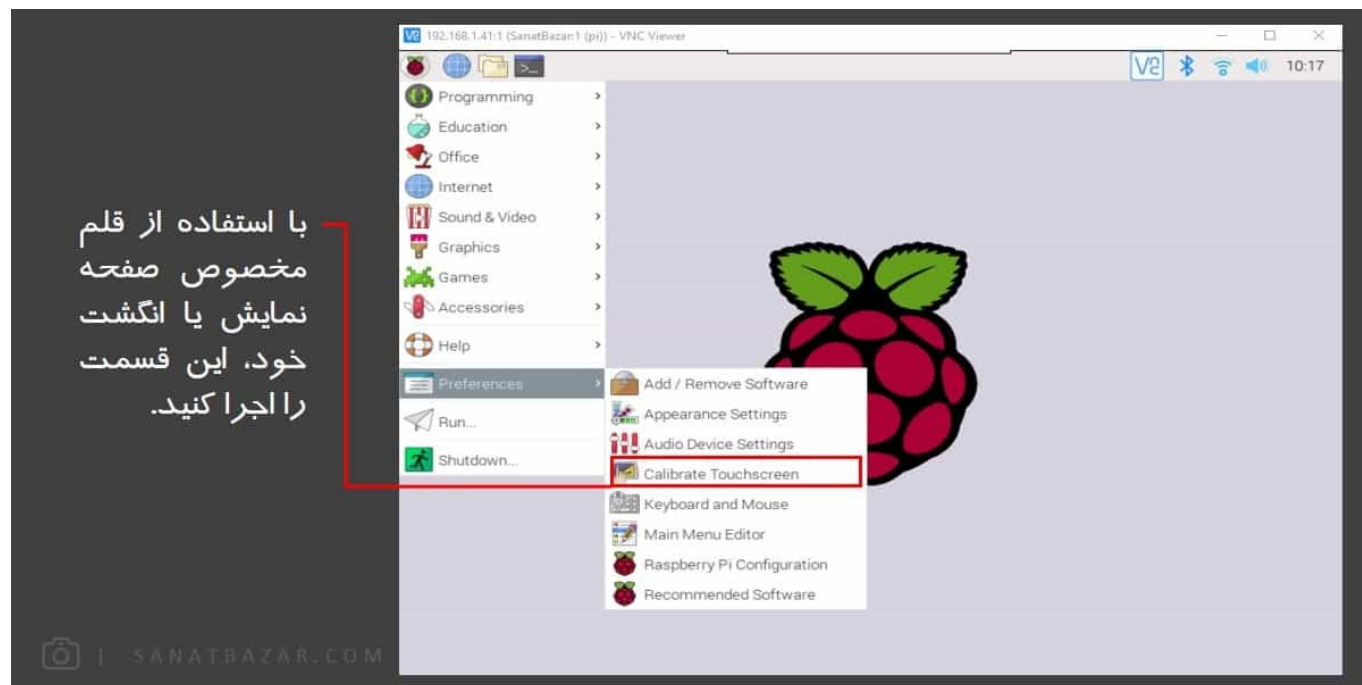 192.168.1.41:1 (SanatBazar:1 (pi)) - VNC Viewer
10:17
Programming
Education
Office
Internet
Sound & Video
Graphics
Games
Accessories
Help
Preferences
Run...
Shutdown...
Add / Remove Software
Appearance Settings
Audio Device Settings
Calibrate Touchscreen
Keyboard and Mouse
Main Menu Editor
Raspberry Pi Configuration
Recommended Software
با استفاده از قلم
مخصوص صفحه
نمایش یا انگشت
خود، این قسمت
را اجرا کنید.
SANATBAZAR.COM